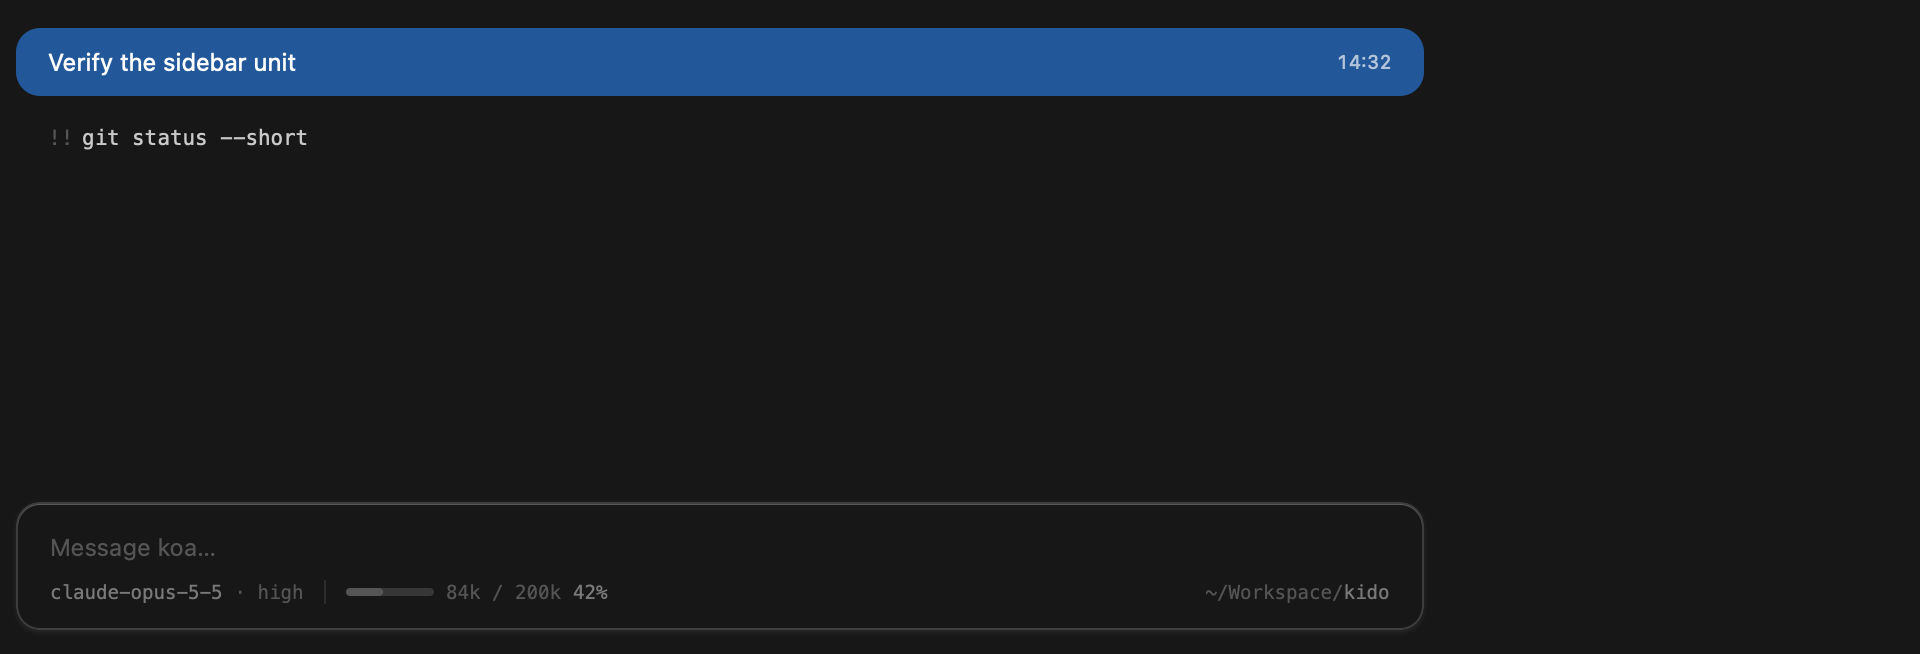 Verify the sidebar unit 14:32
!! git status --short
Message koa...
claude-opus-5-5 · high 84k / 200k 42% ~/Workspace/kido